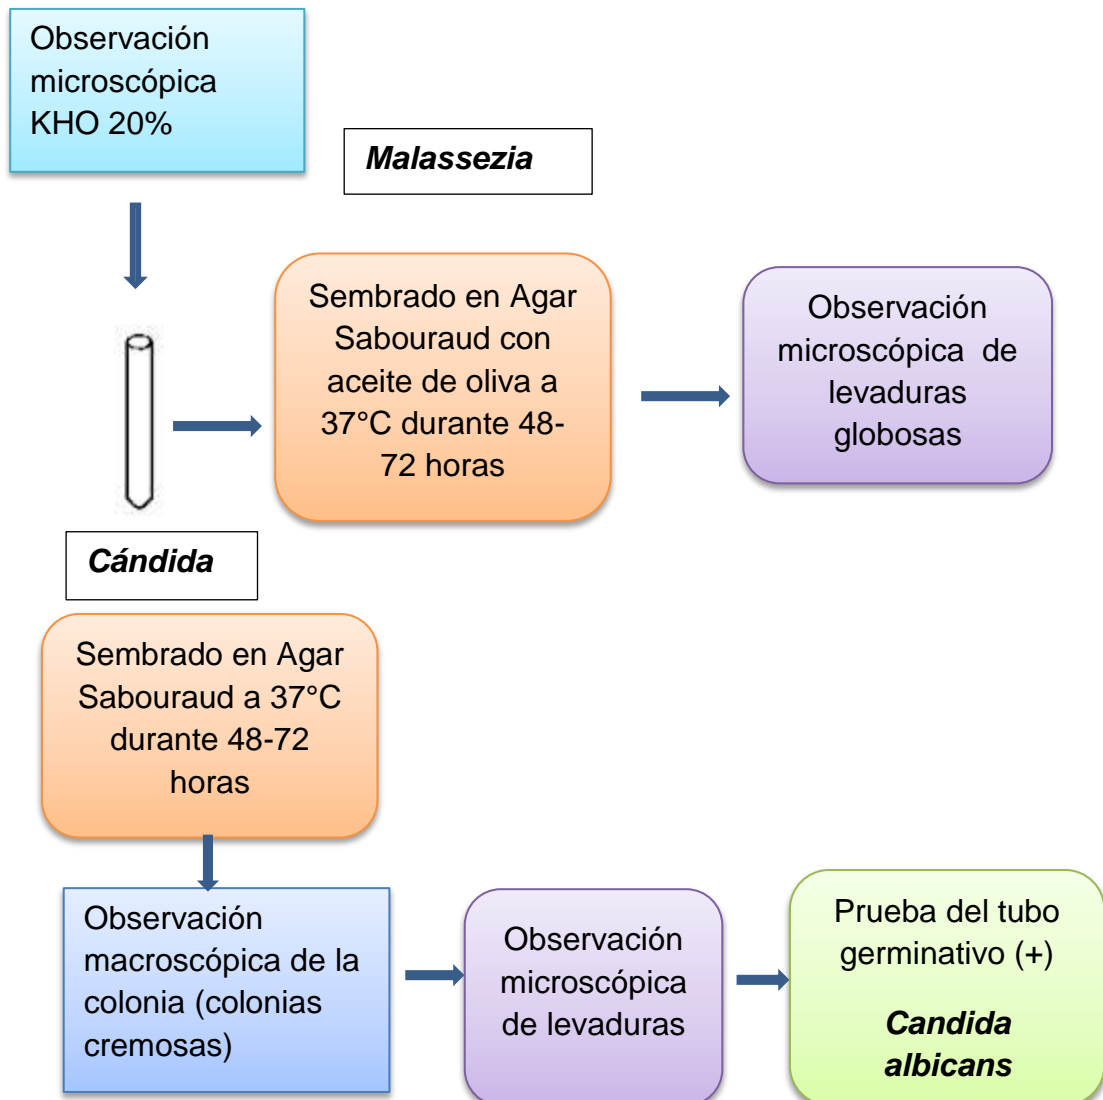 Observación
microscópica
KHO 20%
Malassezia
Sembrado en Agar
Sabouraud con
aceite de oliva a
37°C durante 48-
72 horas
Observación
microscópica de
levaduras
globosas
Cándida
Sembrado en Agar
Sabouraud a 37°C
durante 48-72
horas
Observación
macroscópica de la
colonia (colonias
cremosas)
Observación
microscópica
de levaduras
Prueba del tubo
germinativo (+)
Candida
albicans